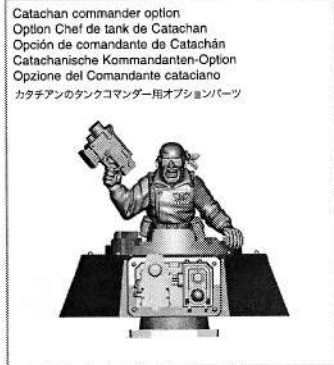 Catachan commander option
Option Chef de tank de Catachan
Opción de comandante de Catachán
Catachanische Kommandanten-Option
Opzione del Comandante cataciano
カタチアンのタンクコマンダー用オプションパーツ